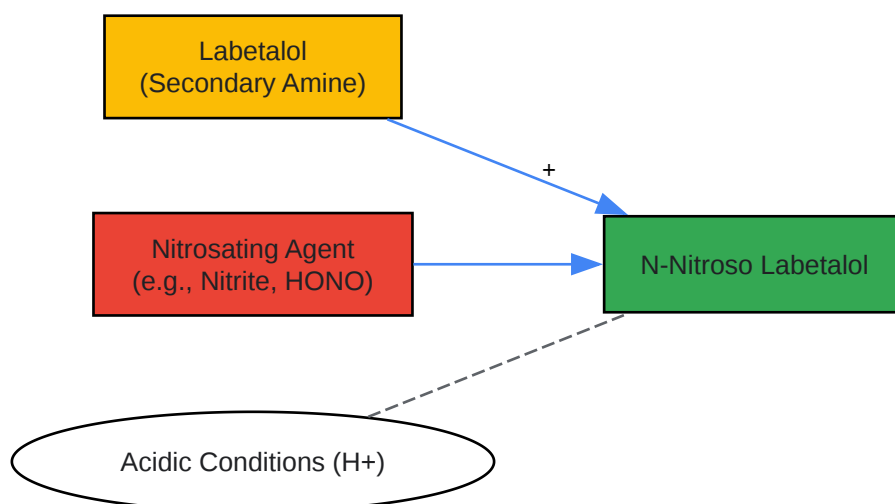 Labetalol
(Secondary Amine)
+
Nitrosating Agent
(e.g., Nitrite, HONO)
N-Nitroso Labetalol
Acidic Conditions (H+)